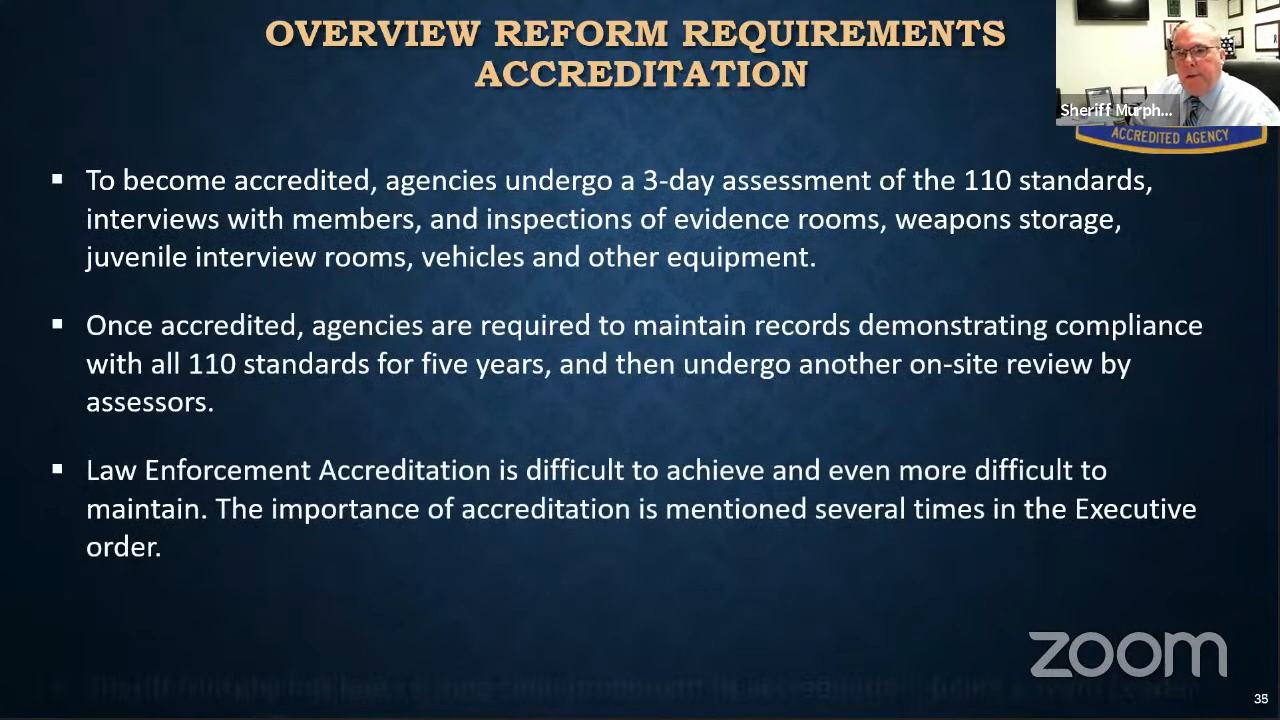 OVERVIEW REFORM REQUIREMENTS
ACCREDITATION
Sheriff Murph...
ACCREDITED AGENCY
▪ To become accredited, agencies undergo a 3-day assessment of the 110 standards,
interviews with members, and inspections of evidence rooms, weapons storage,
juvenile interview rooms, vehicles and other equipment.
▪ Once accredited, agencies are required to maintain records demonstrating compliance
with all 110 standards for five years, and then undergo another on-site review by
assessors.
▪ Law Enforcement Accreditation is difficult to achieve and even more difficult to
maintain. The importance of accreditation is mentioned several times in the Executive
order.
zoom
35